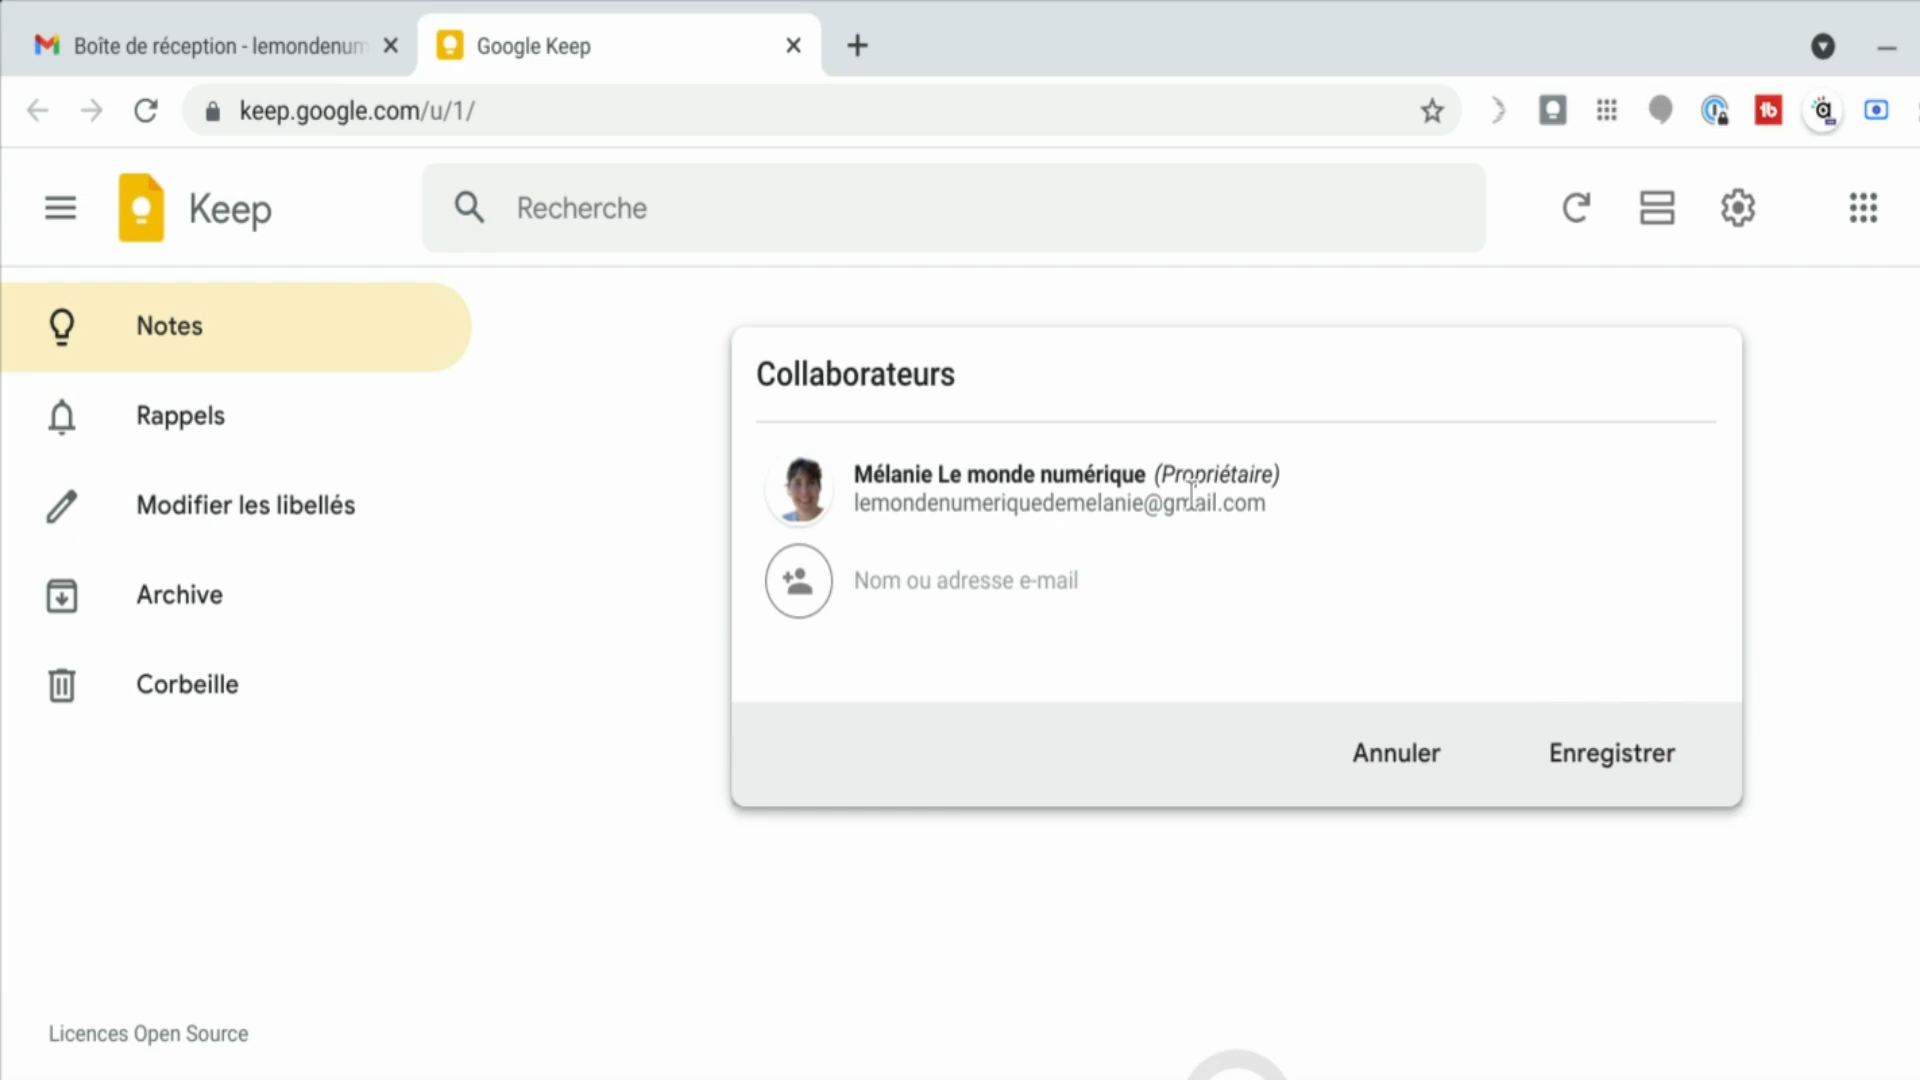 Boîte de réception - lemondenum
Google Keep
keep.google.com/u/1/
Keep
Recherche
Notes
Rappels
Modifier les libellés
Archive
Corbeille
Collaborateurs
Mélanie Le monde numérique (Propriétaire)
lemondenumeriquedemelanie@gmail.com
Nom ou adresse e-mail
Annuler
Enregistrer
Licences Open Source